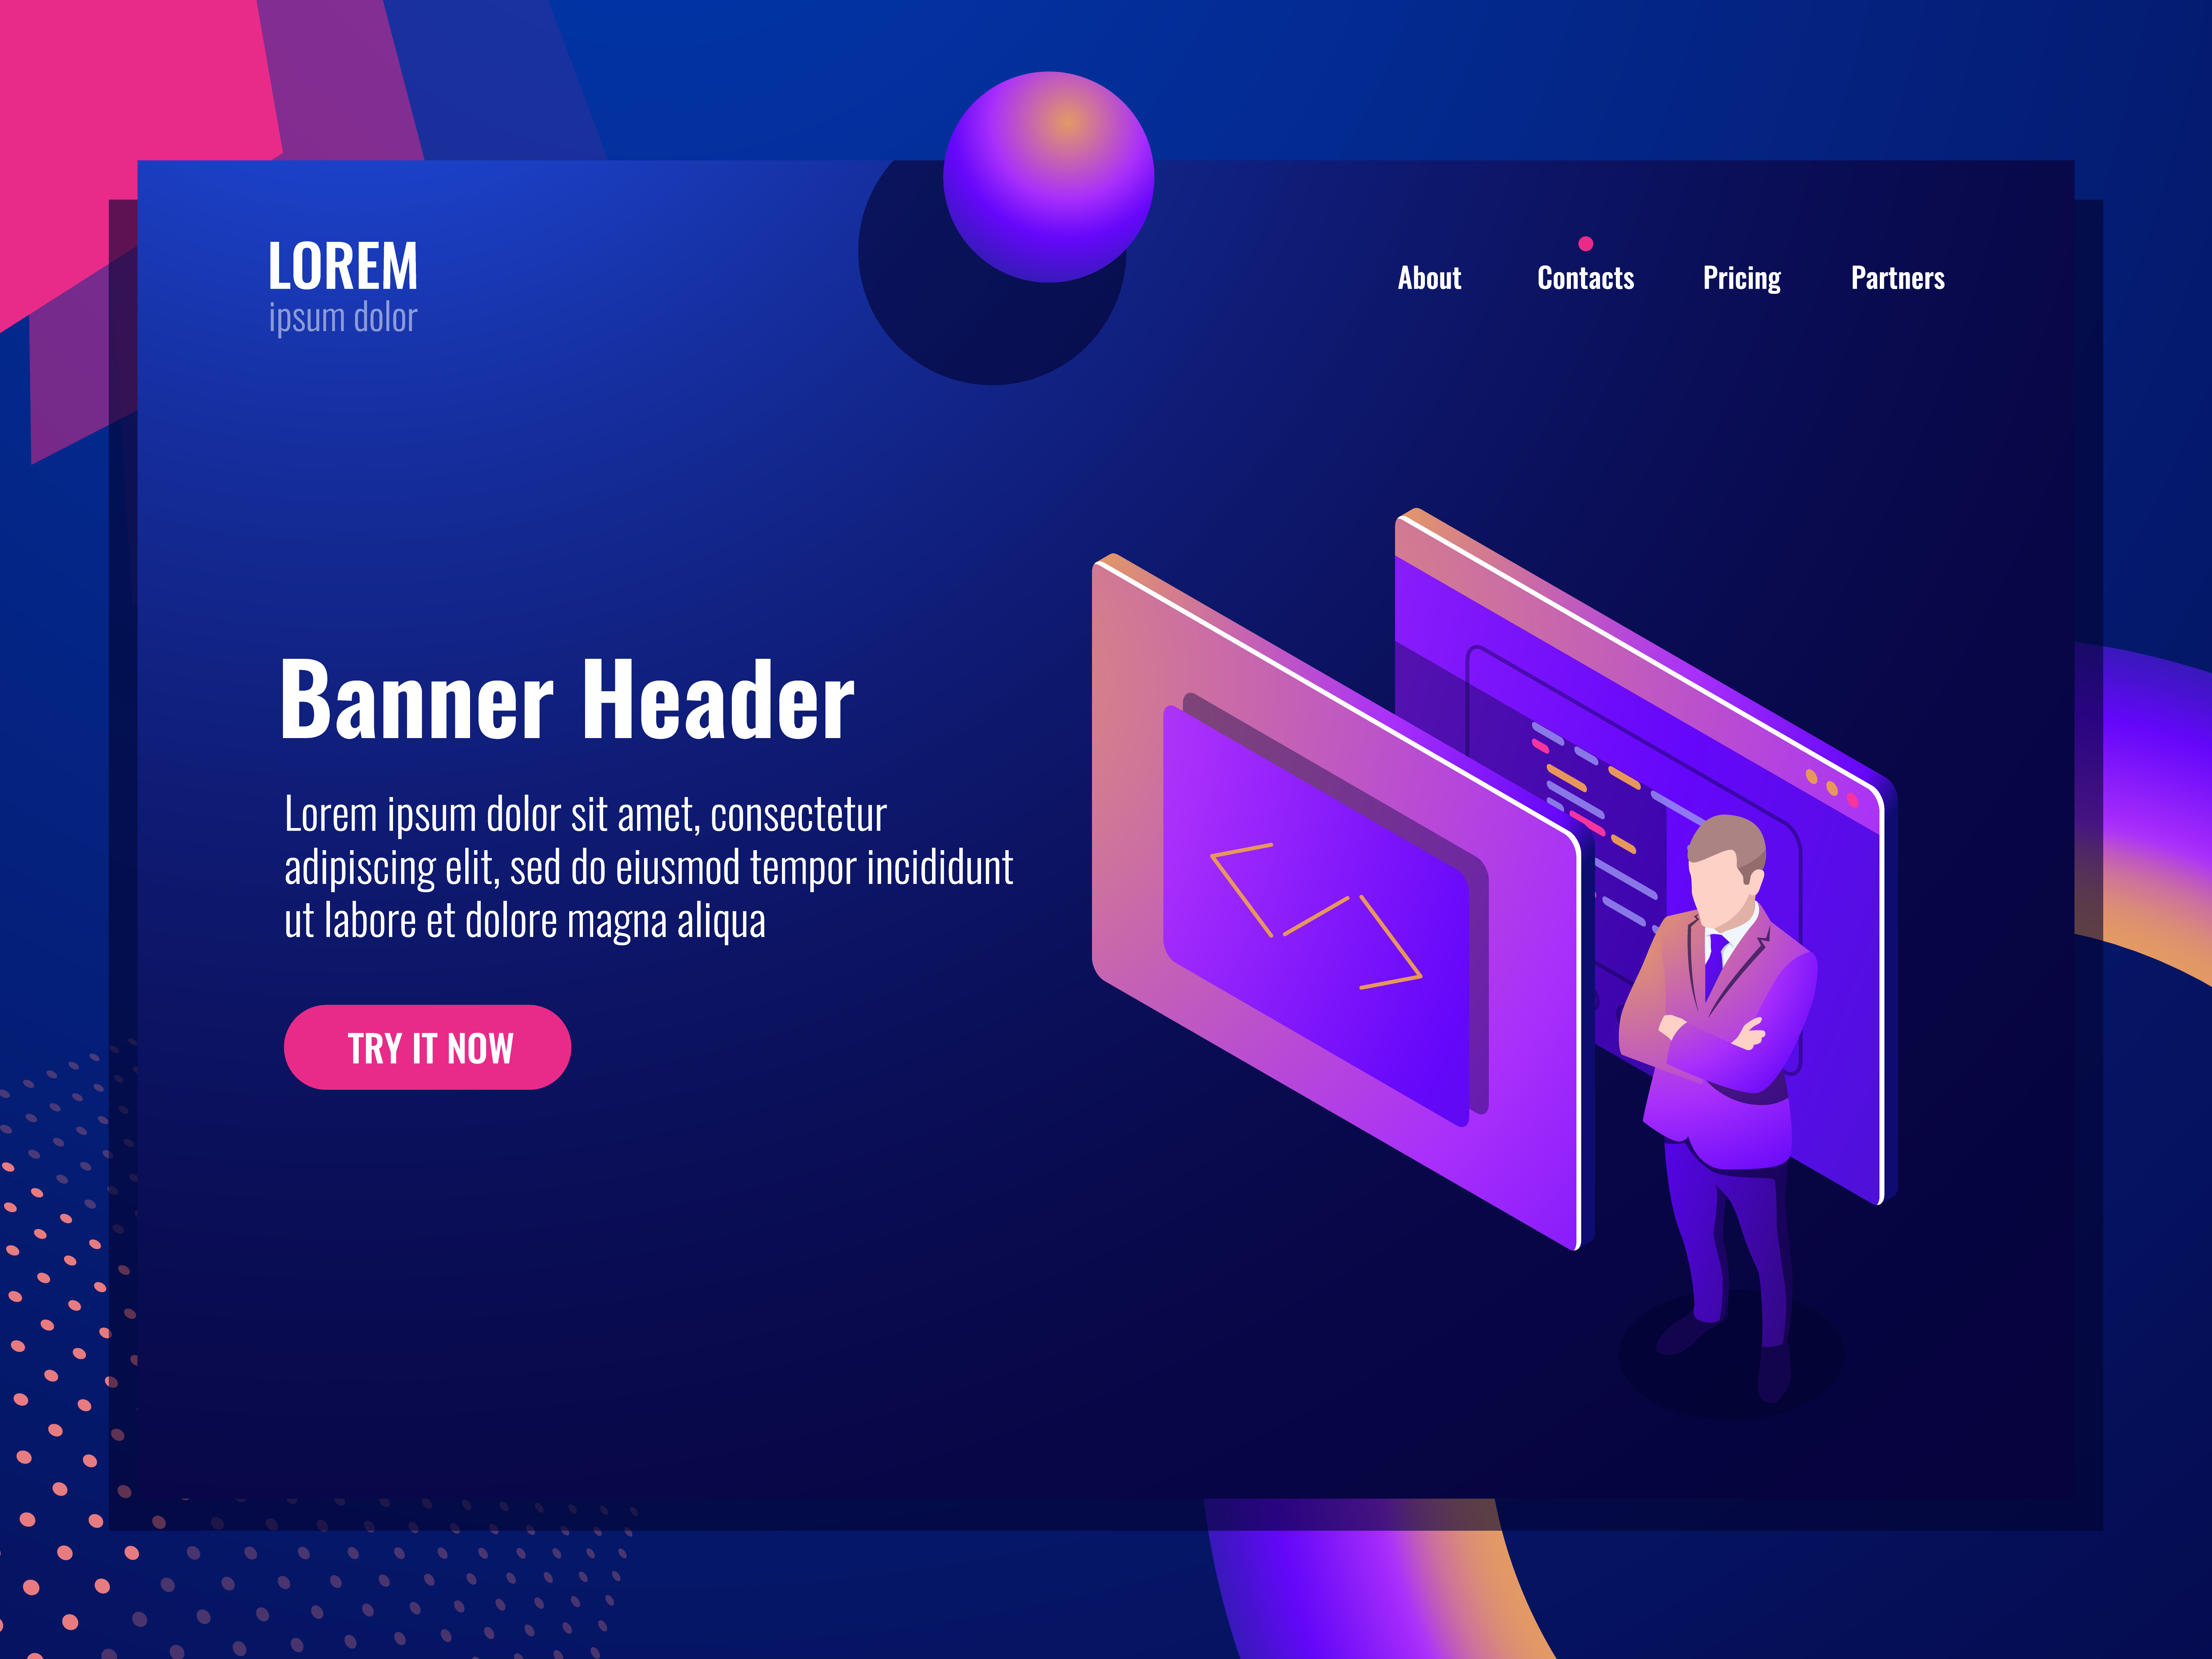 LOREM
ipsum dolor
About Contacts Pricing Partners
Banner Header
Lorem ipsum dolor sit amet, consectetur
adipiscing elit, sed do eiusmod tempor incididunt
ut labore et dolore magna aliqua
TRY IT NOW